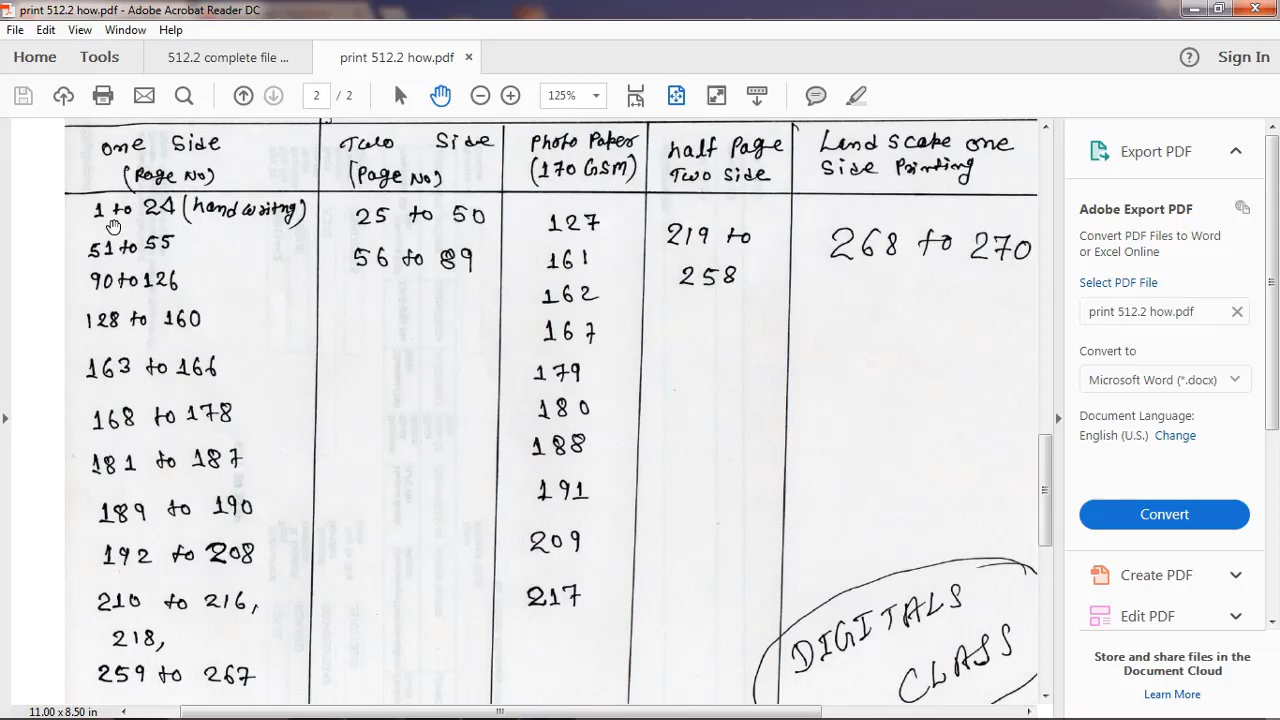 print 512.2 how.pdf - Adobe Acrobat Reader DC
File Edit View Window Help
Home Tools 512.2 complete file ... print 512.2 how.pdf ×
Sign In
2 / 2 125%
One Side
(Page No)
Two Side
(Page No)
Photo Paper
(170 GSM)
half Page
Two Side
Land scape one
Side Printing
1 to 24 (hand writng)
51 to 55
90 to 126
128 to 160
163 to 166
168 to 178
181 to 187
189 to 190
192 to 208
210 to 216,
218,
259 to 267
25 to 50
56 to 89
127
161
162
167
179
180
188
191
209
217
219 to
258
268 to 270
DIGITALS
CLASS
Export PDF
Adobe Export PDF
Convert PDF Files to Word
or Excel Online
Select PDF File
print 512.2 how.pdf
Convert to
Microsoft Word (*.docx)
Document Language:
English (U.S.) Change
Convert
Create PDF
Edit PDF
Store and share files in the
Document Cloud
Learn More
11.00 x 8.50 in